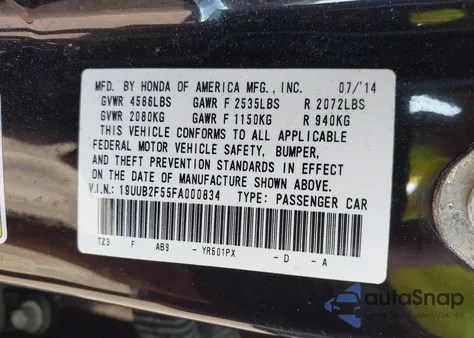 MFD. BY HONDA OF AMERICA MFG., INC. 07/'14
GVWR 4586LBS GAWR F 2535LBS R 2072LBS
GVWR 2080KG GAWR F 1150KG R 940KG
THIS VEHICLE CONFORMS TO ALL APPLICABLE
FEDERAL MOTOR VEHICLE SAFETY, BUMPER,
AND THEFT PREVENTION STANDARDS IN EFFECT
ON THE DATE OF MANUFACTURE SHOWN ABOVE.
V.I.N.: 19UUB2F55FA000834 TYPE: PASSENGER CAR
TZ3 F AB9 - YR601PX - D - A
autoSnap